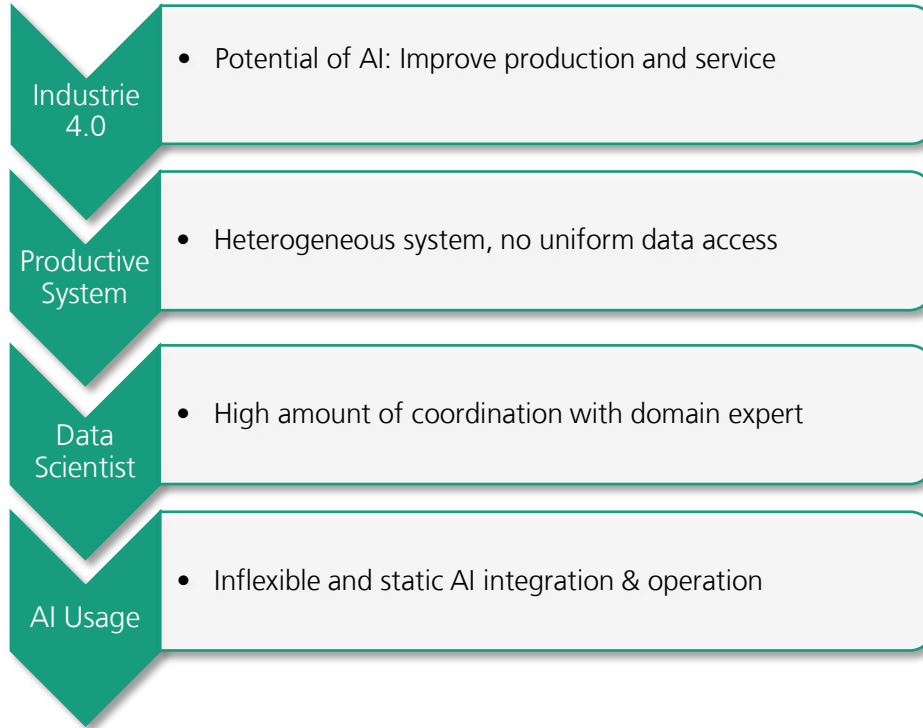 Industrie
4.0
• Potential of AI: Improve production and service
Productive
System
• Heterogeneous system, no uniform data access
Data
Scientist
• High amount of coordination with domain expert
AI Usage
• Inflexible and static AI integration & operation